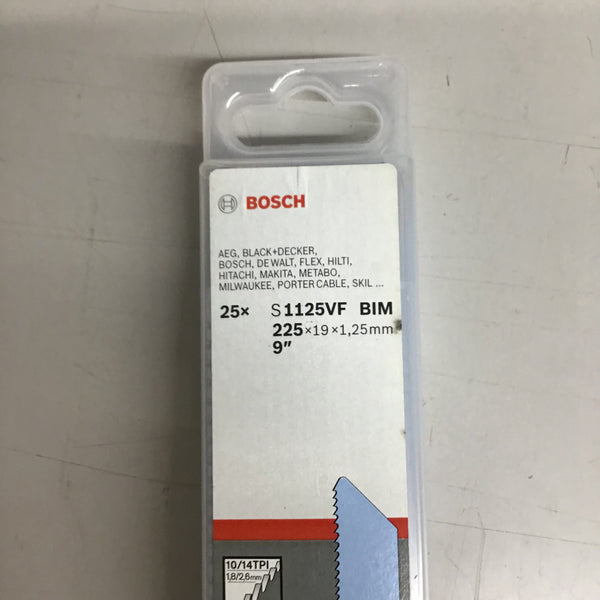 BOSCH
AEG, BLACK+DECKER,
BOSCH, DEWALT, FLEX, HILTI,
HITACHI, MAKITA, METABO,
MILWAUKEE, PORTER CABLE, SKIL ...
25× S1125VF BIM
225×19×1,25mm
9″
10/14TPI
1,8/2,6mm